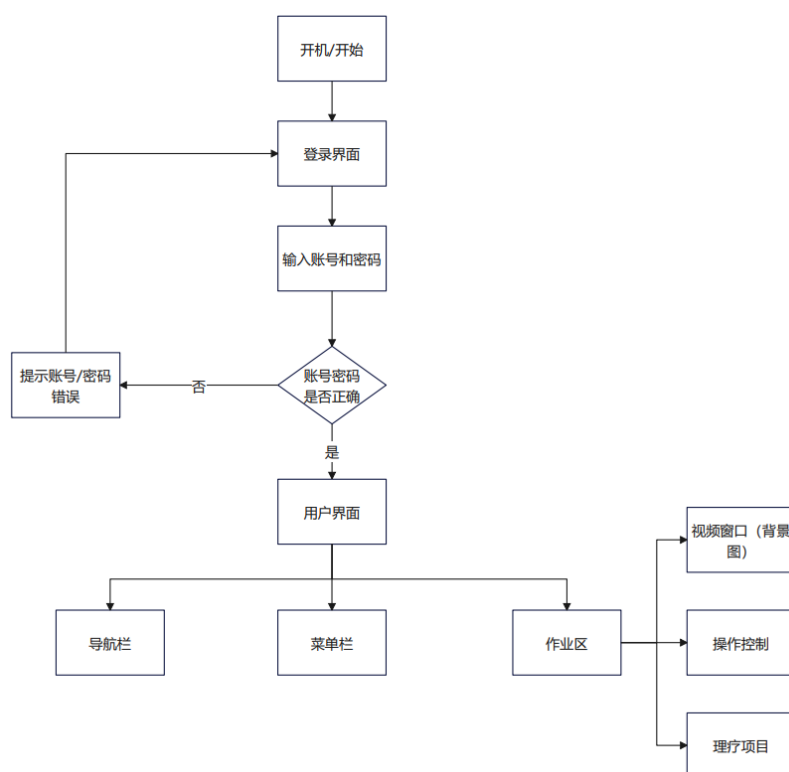 开机/开始
登录界面
输入账号和密码
提示账号/密码
错误
否
账号密码
是否正确
是
用户界面
视频窗口（背景
图）
导航栏
菜单栏
作业区
操作控制
理疗项目